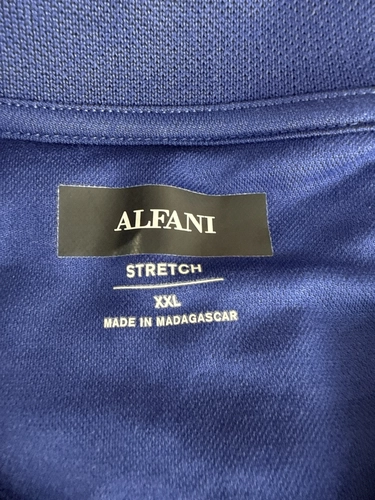 ALFANI
STRETCH
XXL
MADE IN MADAGASCAR